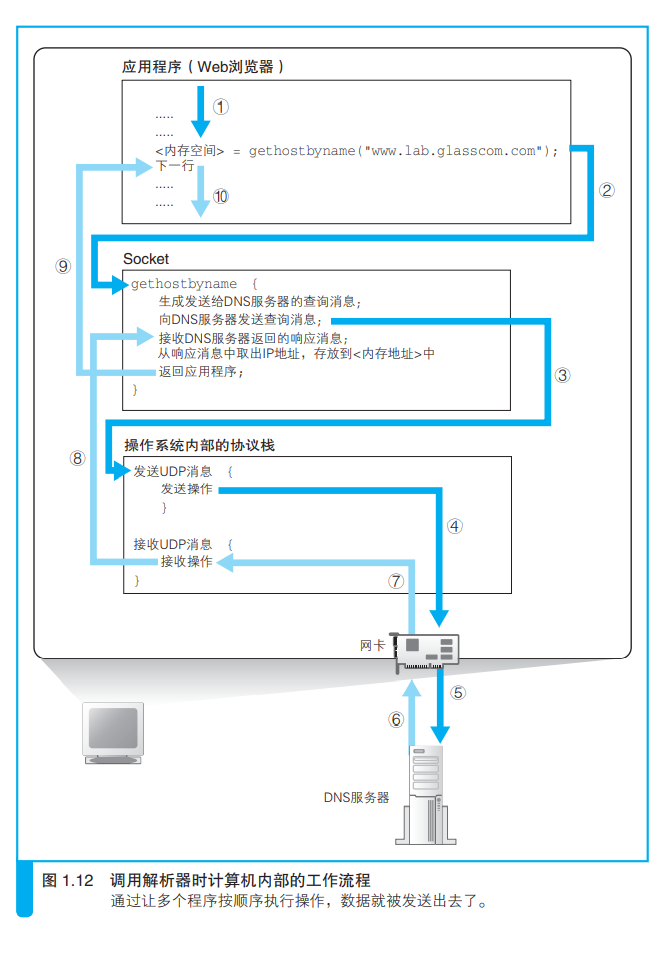 应用程序（Web浏览器）
①
.....
.....
<内存空间> = gethostbyname("www.lab.glasscom.com");
下一行
②
.....
⑩
.....
⑨
Socket
gethostbyname {
生成发送给DNS服务器的查询消息;
向DNS服务器发送查询消息;
接收DNS服务器返回的响应消息;
从响应消息中取出IP地址，存放到<内存地址>中
返回应用程序;
③
}
操作系统内部的协议栈
⑧
发送UDP消息 {
发送操作
}
④
接收UDP消息 {
接收操作
}
⑦
网卡
⑤
⑥
DNS服务器
图 1.12 调用解析器时计算机内部的工作流程
通过让多个程序按顺序执行操作，数据就被发送出去了。